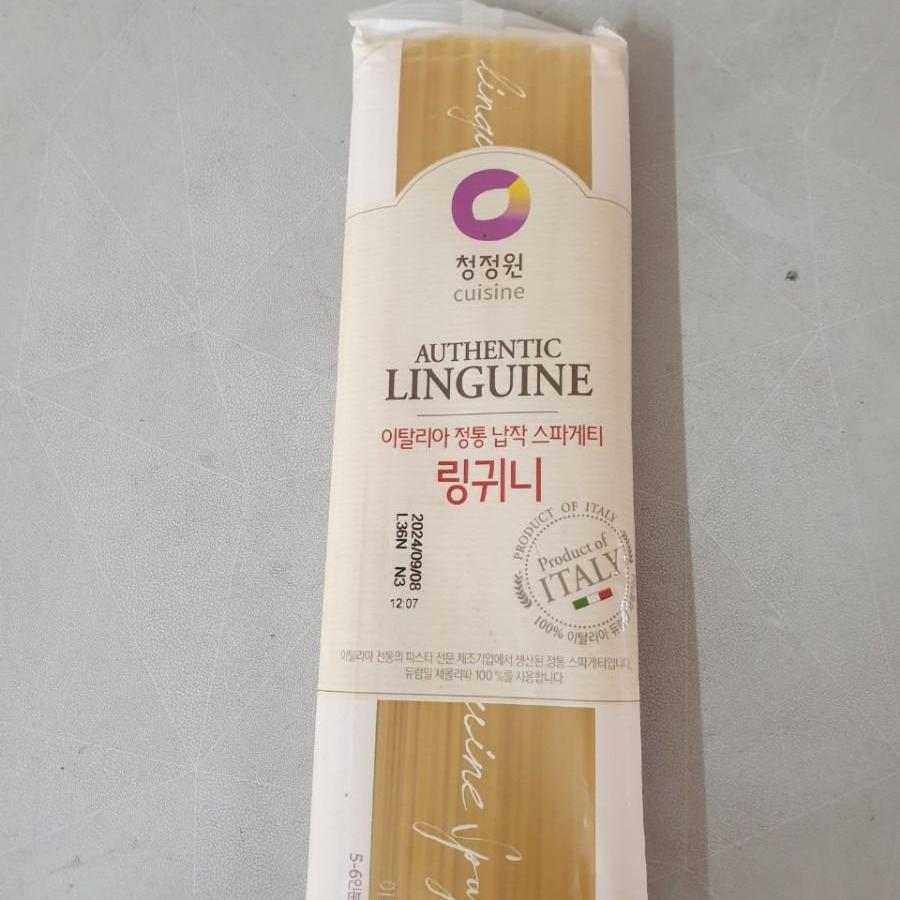 청정원
cuisine
AUTHENTIC
LINGUINE
이탈리아 정통 납작 스파게티
링귀니
2024/09/08
L36N N3
12:07
PRODUCT OF ITALY
Product of
ITALY
100% 이탈리아
이탈리아 전통의 파스타 전문 제조기업에서 생산된 정통 스파게티입니다.
듀럼밀 세몰리나 100%를 사용합니다.